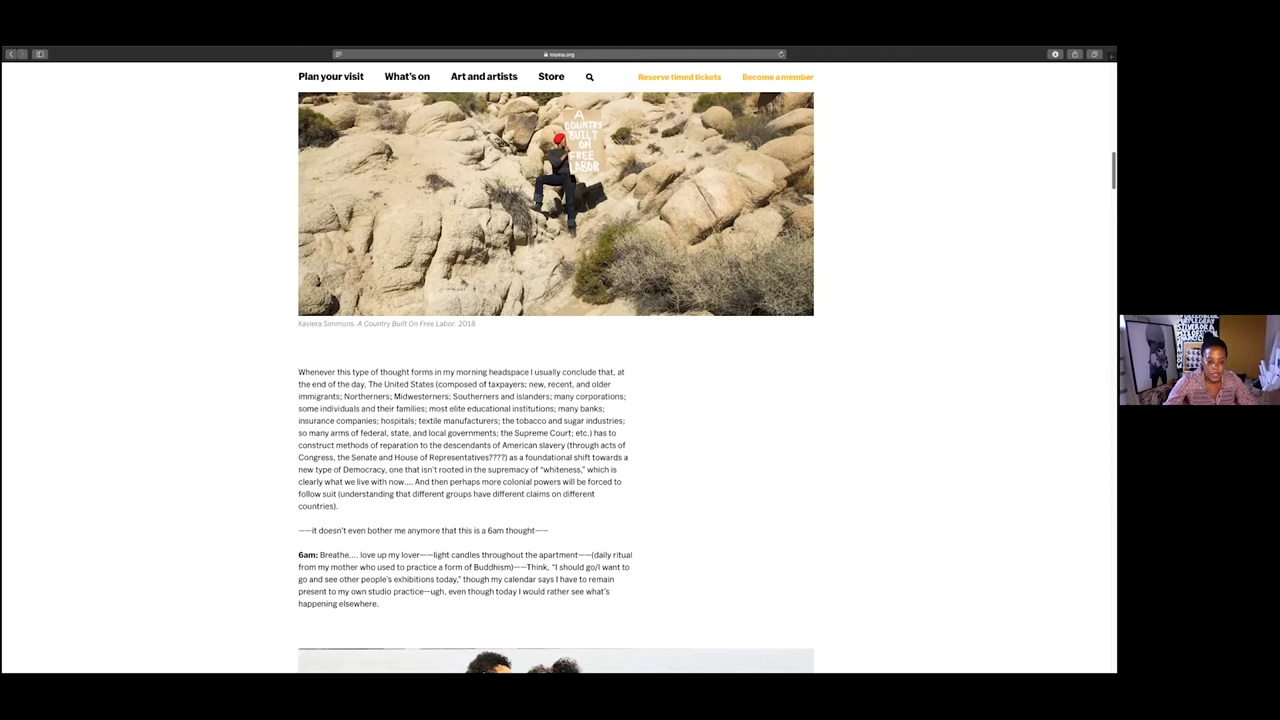 moma.org
Plan your visit What's on Art and artists Store Reserve timed tickets Become a member
A
COUNTRY
BUILT
ON
FREE
LABOR
Xaviera Simmons. A Country Built On Free Labor. 2018
Whenever this type of thought forms in my morning headspace I usually conclude that, at
the end of the day, The United States (composed of taxpayers; new, recent, and older
immigrants; Northerners; Midwesterners; Southerners and islanders; many corporations;
some individuals and their families; most elite educational institutions; many banks;
insurance companies; hospitals; textile manufacturers; the tobacco and sugar industries;
so many arms of federal, state, and local governments; the Supreme Court; etc.) has to
construct methods of reparation to the descendants of American slavery (through acts of
Congress, the Senate and House of Representatives????) as a foundational shift towards a
new type of Democracy, one that isn't rooted in the supremacy of “whiteness,” which is
clearly what we live with now.... And then perhaps more colonial powers will be forced to
follow suit (understanding that different groups have different claims on different
countries).
——it doesn't even bother me anymore that this is a 6am thought——
6am: Breathe.... love up my lover——light candles throughout the apartment——(daily ritual
from my mother who used to practice a form of Buddhism)——Think, “I should go/I want to
go and see other people's exhibitions today,” though my calendar says I have to remain
present to my own studio practice—ugh, even though today I would rather see what's
happening elsewhere.